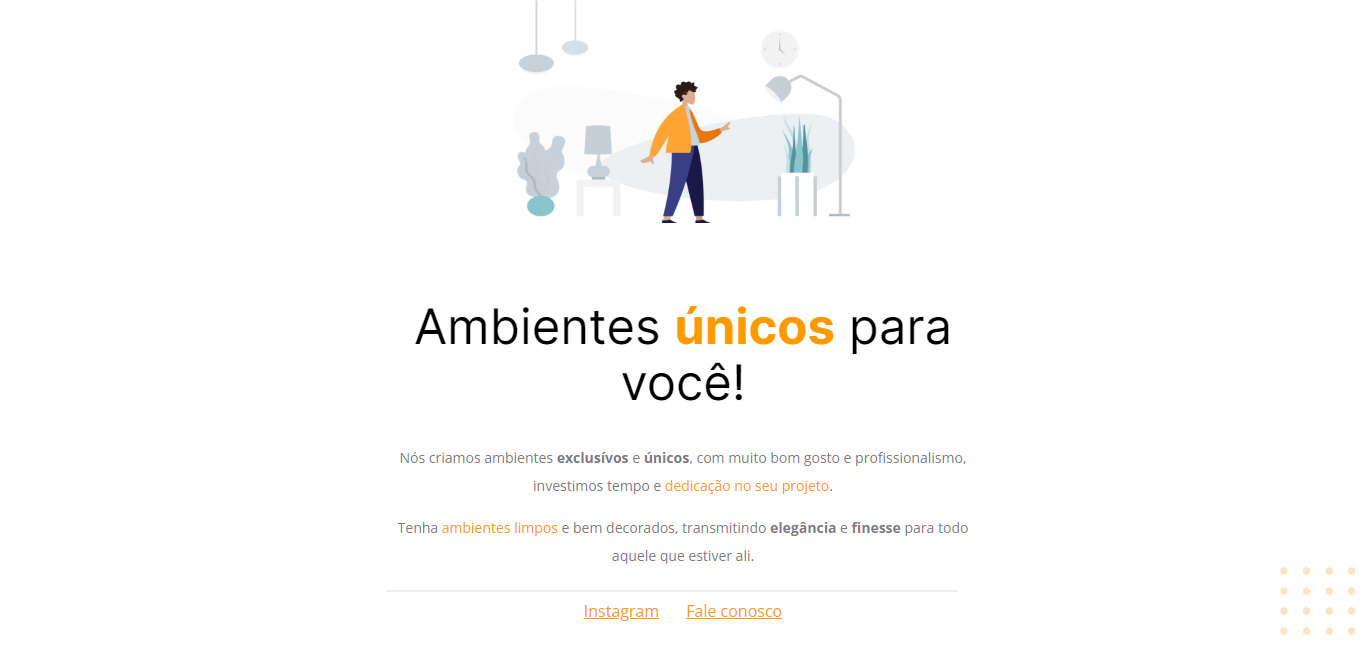 Ambientes únicos para
você!
Nós criamos ambientes exclusívos e únicos, com muito bom gosto e profissionalismo,
investimos tempo e dedicação no seu projeto.
Tenha ambientes limpos e bem decorados, transmitindo elegância e finesse para todo
aquele que estiver ali.
Instagram Fale conosco